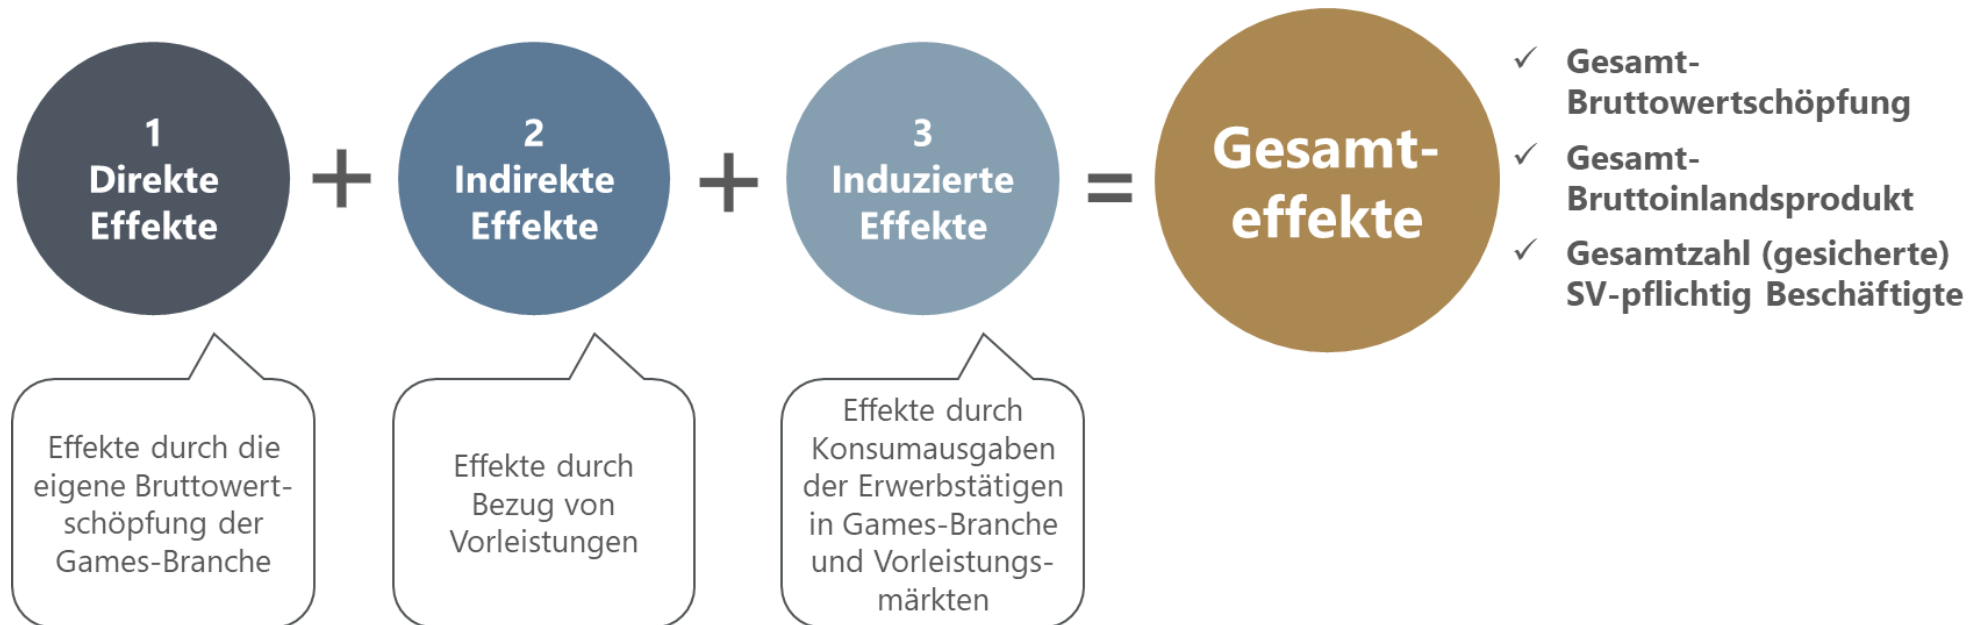 1
Direkte
Effekte
+
2
Indirekte
Effekte
+
3
Induzierte
Effekte
=
Gesamt-
effekte
✓ Gesamt-
Bruttowertschöpfung
✓ Gesamt-
Bruttoinlandsprodukt
✓ Gesamtzahl (gesicherte)
SV-pflichtig Beschäftigte
Effekte durch die
eigene Bruttowert-
schöpfung der
Games-Branche
Effekte durch
Bezug von
Vorleistungen
Effekte durch
Konsumausgaben
der Erwerbstätigen
in Games-Branche
und Vorleistungs-
märkten